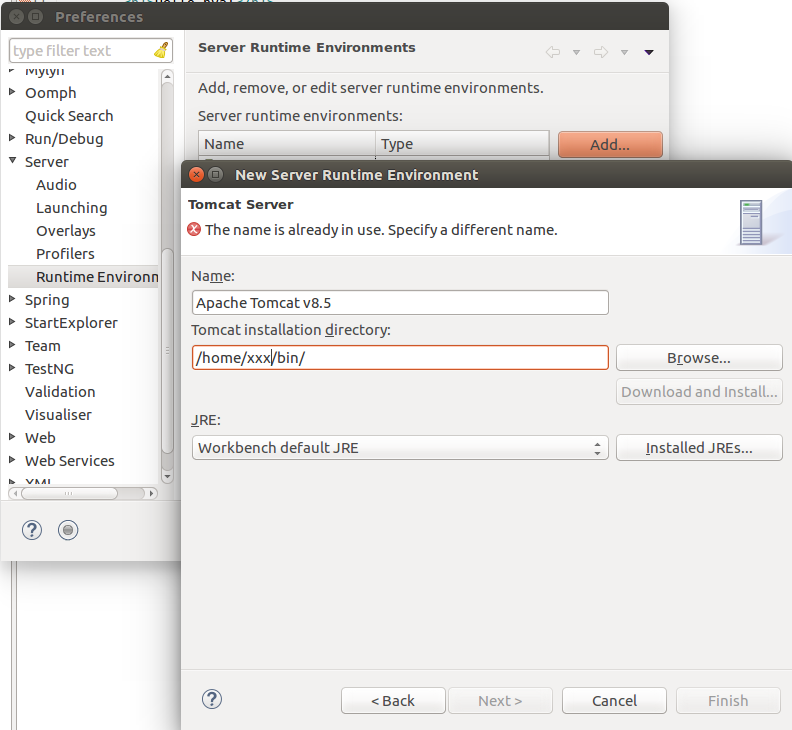 Preferences
type filter text
Server Runtime Environments
Mylyn
Oomph
Quick Search
Run/Debug
Server
Audio
Launching
Overlays
Profilers
Runtime Environn
Spring
StartExplorer
Team
TestNG
Validation
Visualiser
Web
Web Services
XML
Add, remove, or edit server runtime environments.
Server runtime environments:
Name Type Add...
New Server Runtime Environment
Tomcat Server
The name is already in use. Specify a different name.
Name:
Apache Tomcat v8.5
Tomcat installation directory:
/home/xxx/bin/ Browse...
Download and Install...
JRE:
Workbench default JRE Installed JREs...
< Back Next > Cancel Finish